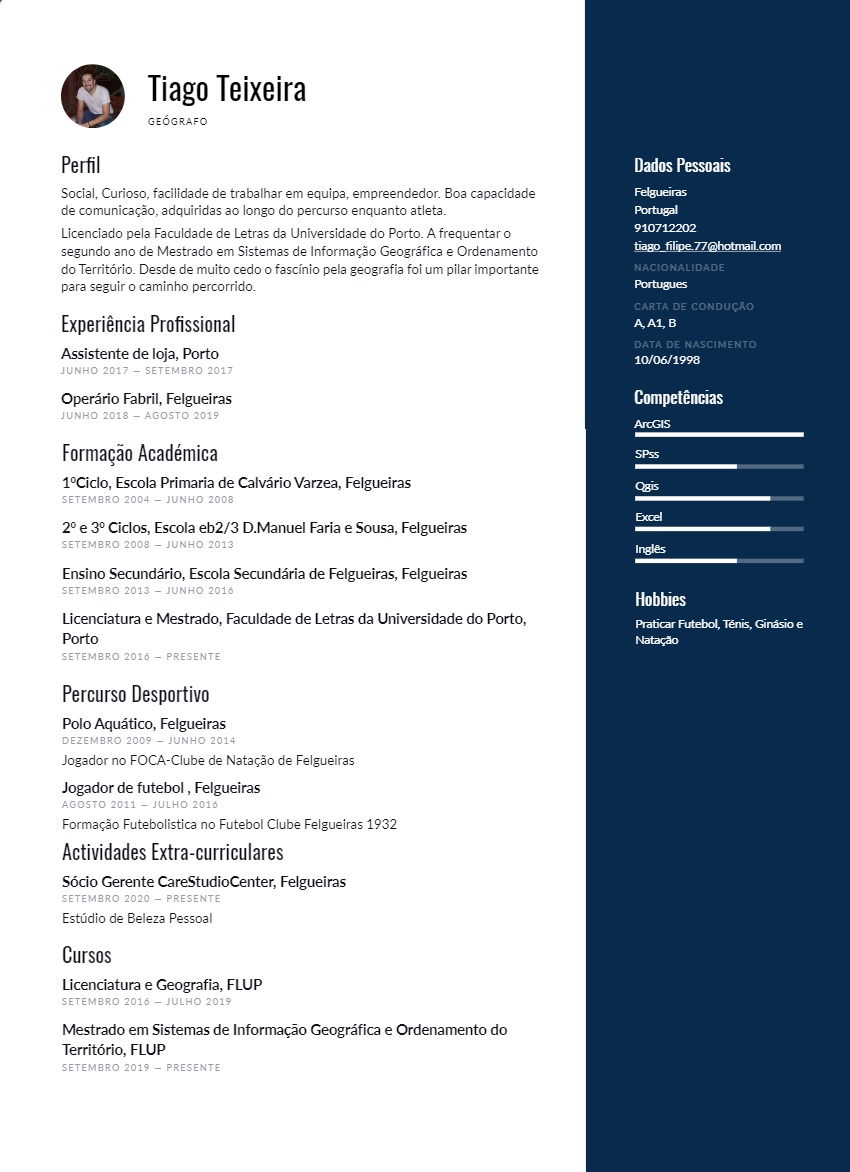 Tiago Teixeira
GEÓGRAFO
Perfil
Social, Curioso, facilidade de trabalhar em equipa, empreendedor. Boa capacidade
de comunicação, adquiridas ao longo do percurso enquanto atleta.
Licenciado pela Faculdade de Letras da Universidade do Porto. A frequentar o
segundo ano de Mestrado em Sistemas de Informação Geográfica e Ordenamento
do Território. Desde de muito cedo o fascínio pela geografia foi um pilar importante
para seguir o caminho percorrido.
Experiência Profissional
Assistente de loja, Porto
JUNHO 2017 — SETEMBRO 2017
Operário Fabril, Felgueiras
JUNHO 2018 — AGOSTO 2019
Formação Académica
1ºCiclo, Escola Primaria de Calvário Varzea, Felgueiras
SETEMBRO 2004 — JUNHO 2008
2º e 3º Ciclos, Escola eb2/3 D.Manuel Faria e Sousa, Felgueiras
SETEMBRO 2008 — JUNHO 2013
Ensino Secundário, Escola Secundária de Felgueiras, Felgueiras
SETEMBRO 2013 — JUNHO 2016
Licenciatura e Mestrado, Faculdade de Letras da Universidade do Porto,
Porto
SETEMBRO 2016 — PRESENTE
Percurso Desportivo
Polo Aquático, Felgueiras
DEZEMBRO 2009 — JUNHO 2014
Jogador no FOCA-Clube de Natação de Felgueiras
Jogador de futebol , Felgueiras
AGOSTO 2011 — JULHO 2016
Formação Futebolistica no Futebol Clube Felgueiras 1932
Actividades Extra-curriculares
Sócio Gerente CareStudioCenter, Felgueiras
SETEMBRO 2020 — PRESENTE
Estúdio de Beleza Pessoal
Cursos
Licenciatura e Geografia, FLUP
SETEMBRO 2016 — JULHO 2019
Mestrado em Sistemas de Informação Geográfica e Ordenamento do
Território, FLUP
SETEMBRO 2019 — PRESENTE
Dados Pessoais
Felgueiras
Portugal
910712202
tiago_filipe.77@hotmail.com
NACIONALIDADE
Portugues
CARTA DE CONDUÇÃO
A, A1, B
DATA DE NASCIMENTO
10/06/1998
Competências
ArcGIS
SPss
Qgis
Excel
Inglês
Hobbies
Praticar Futebol, Ténis, Ginásio e
Natação